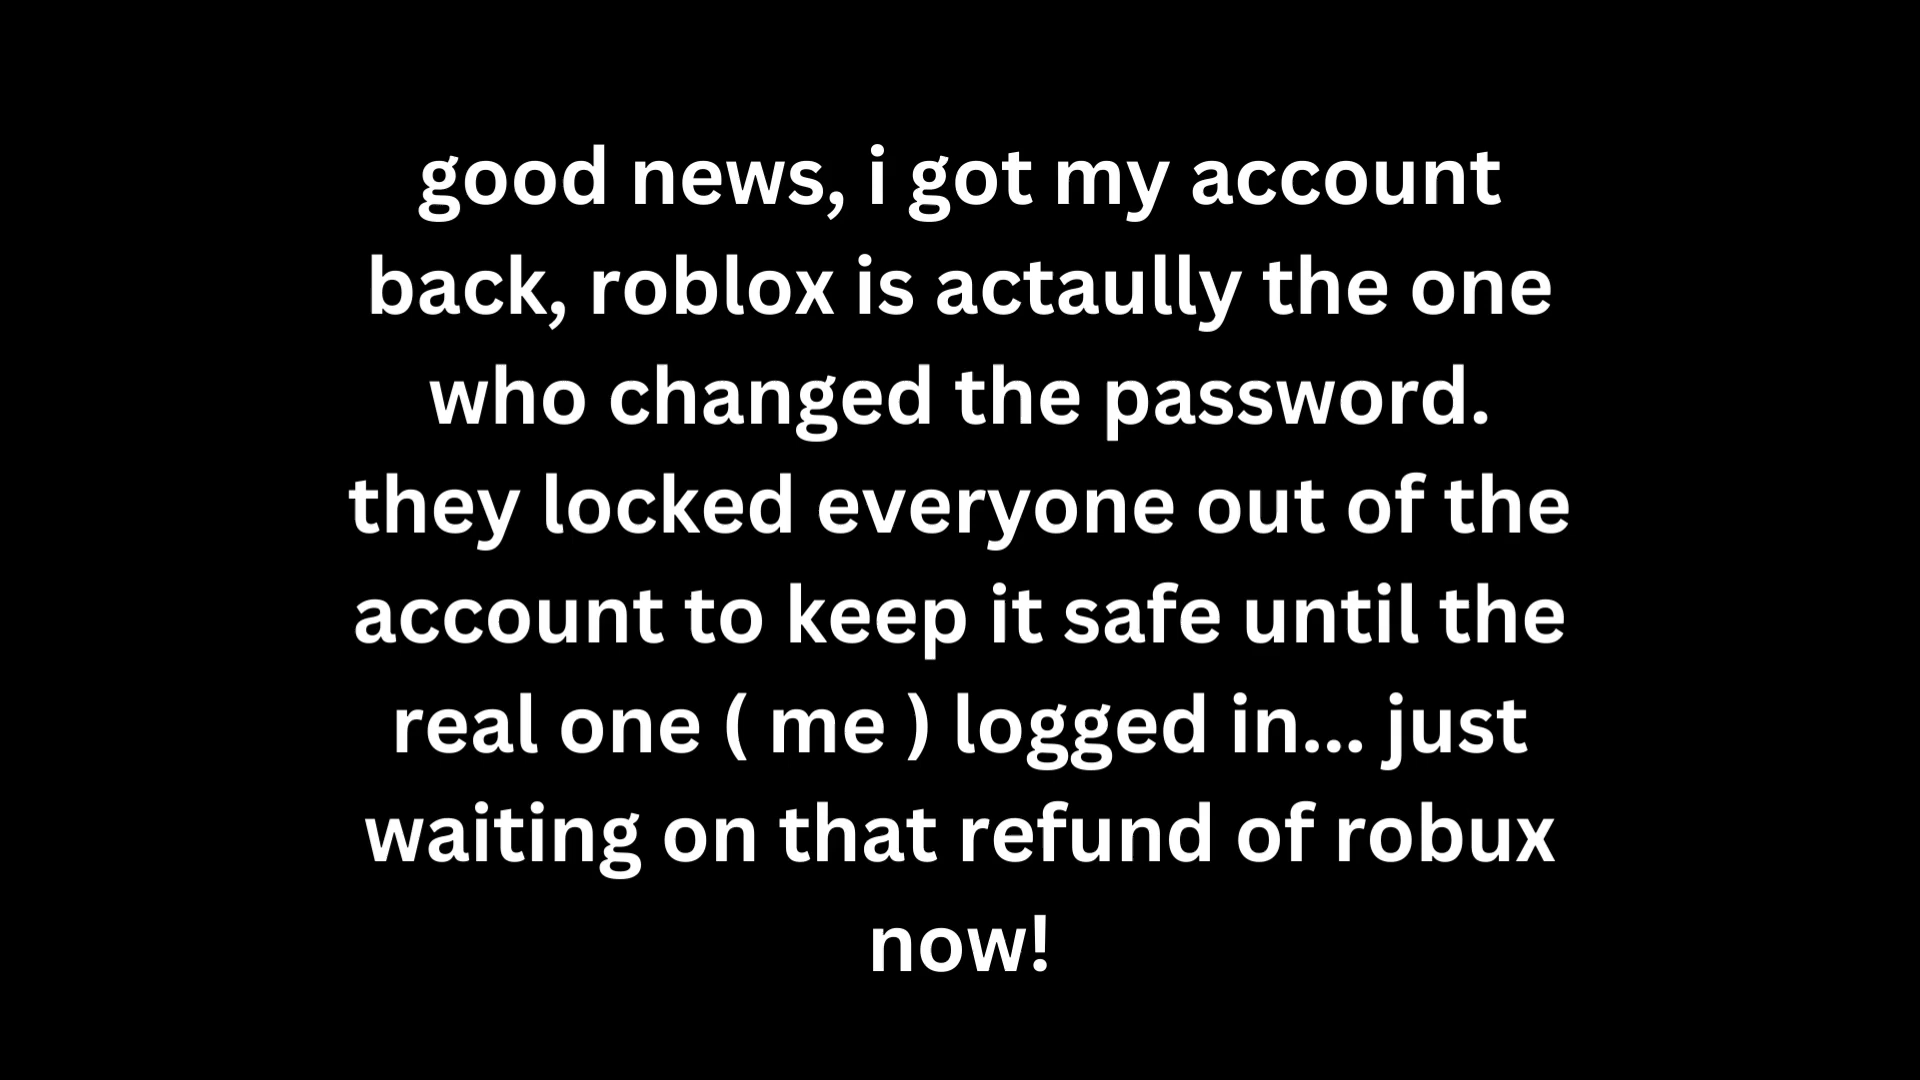 good news, i got my account
back, roblox is actaully the one
who changed the password.
they locked everyone out of the
account to keep it safe until the
real one ( me ) logged in... just
waiting on that refund of robux
now!